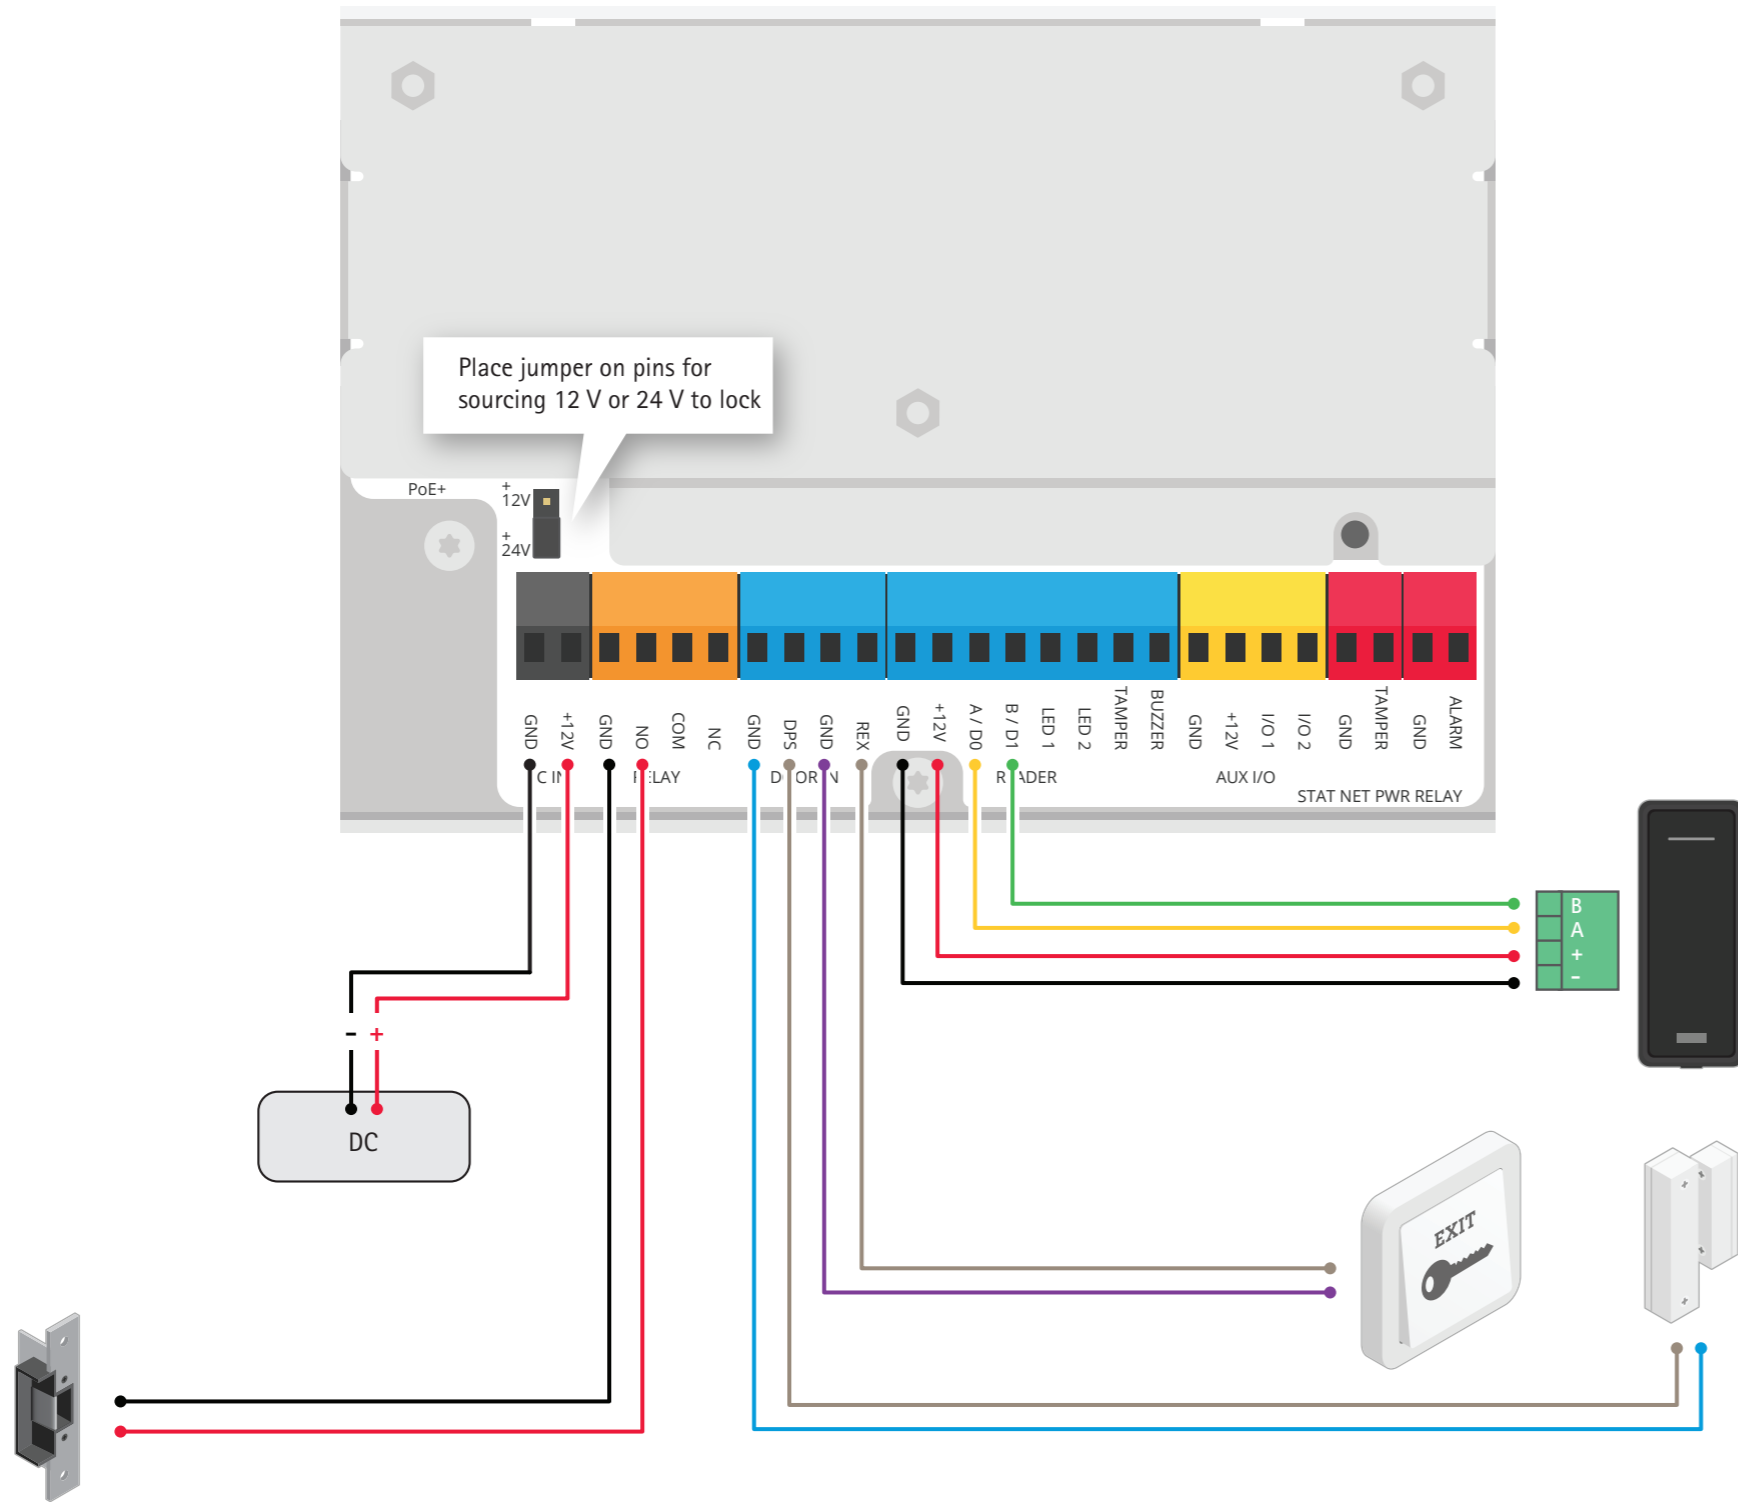 Place jumper on pins for
sourcing 12 V or 24 V to lock
PoE+
+
12V
+
24V
GND +12V GND NO COM NC GND DPS GND REX GND +12V A / D0 B / D1 LED 1 LED 2 TAMPER BUZZER GND +12V I/O 1 I/O 2 GND TAMPER GND ALARM
AUX I/O
STAT NET PWR RELAY
B
A
+
-
- +
DC
EXIT